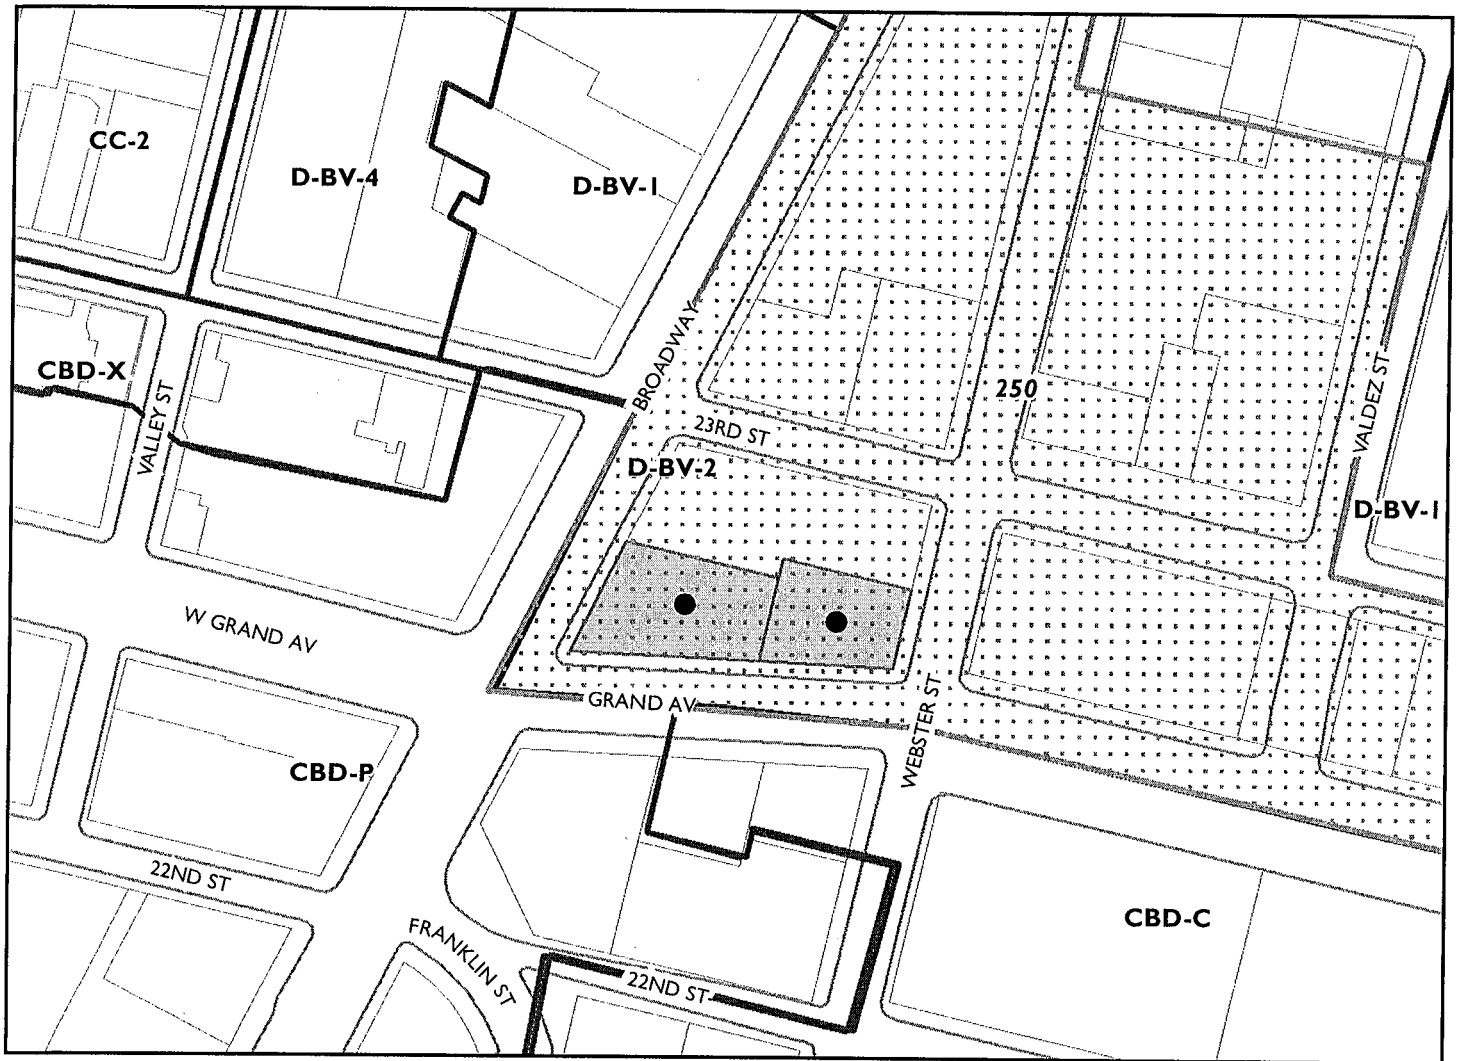 CC-2
D-BV-4
D-BV-1
BROADWAY
CBD-X
VALLEY ST
250
VALDEZ ST
23RD ST
D-BV-2
D-BV-1
W GRAND AV
GRAND AV
WEBSTER ST
CBD-P
22ND ST
CBD-C
FRANKLIN ST
22ND ST